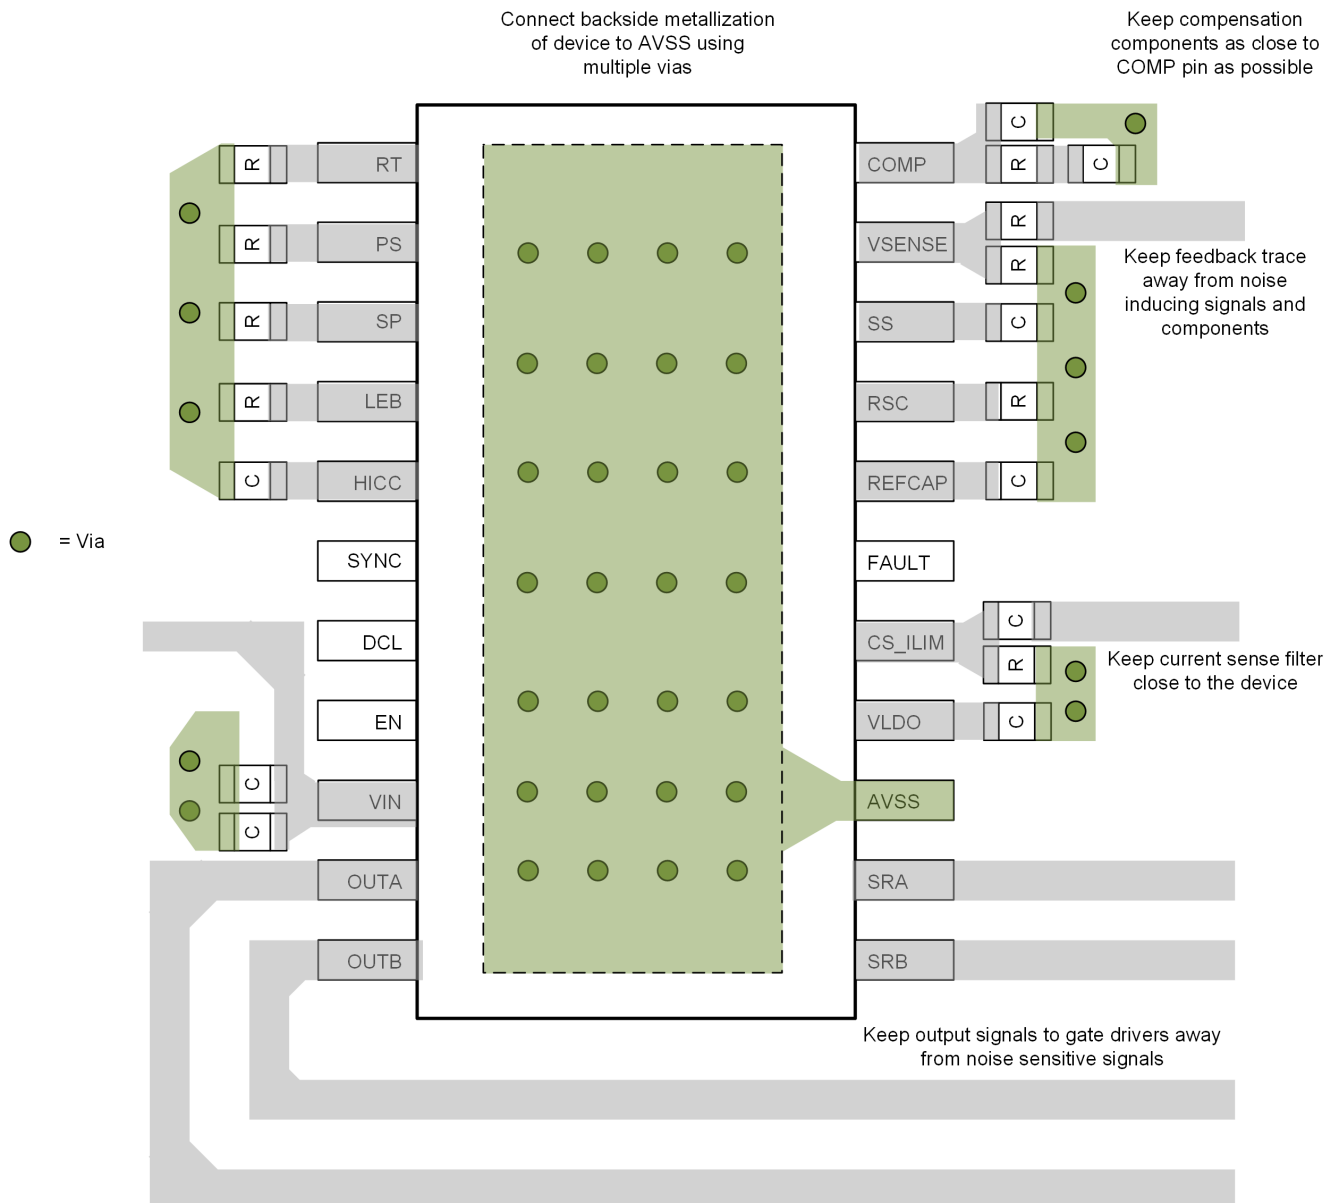 Connect backside metallization
of device to AVSS using
multiple vias
Keep compensation
components as close to
COMP pin as possible
C
R
RT
COMP
R
C
R
R
PS
VSENSE
R
Keep feedback trace
away from noise
inducing signals and
components
R
SP
SS
C
R
LEB
RSC
R
C
HICC
REFCAP
C
= Via
SYNC
FAULT
C
DCL
CS_ILIM
R
Keep current sense filter
close to the device
EN
VLDO
C
C
VIN
AVSS
C
OUTA
SRA
OUTB
SRB
Keep output signals to gate drivers away
from noise sensitive signals